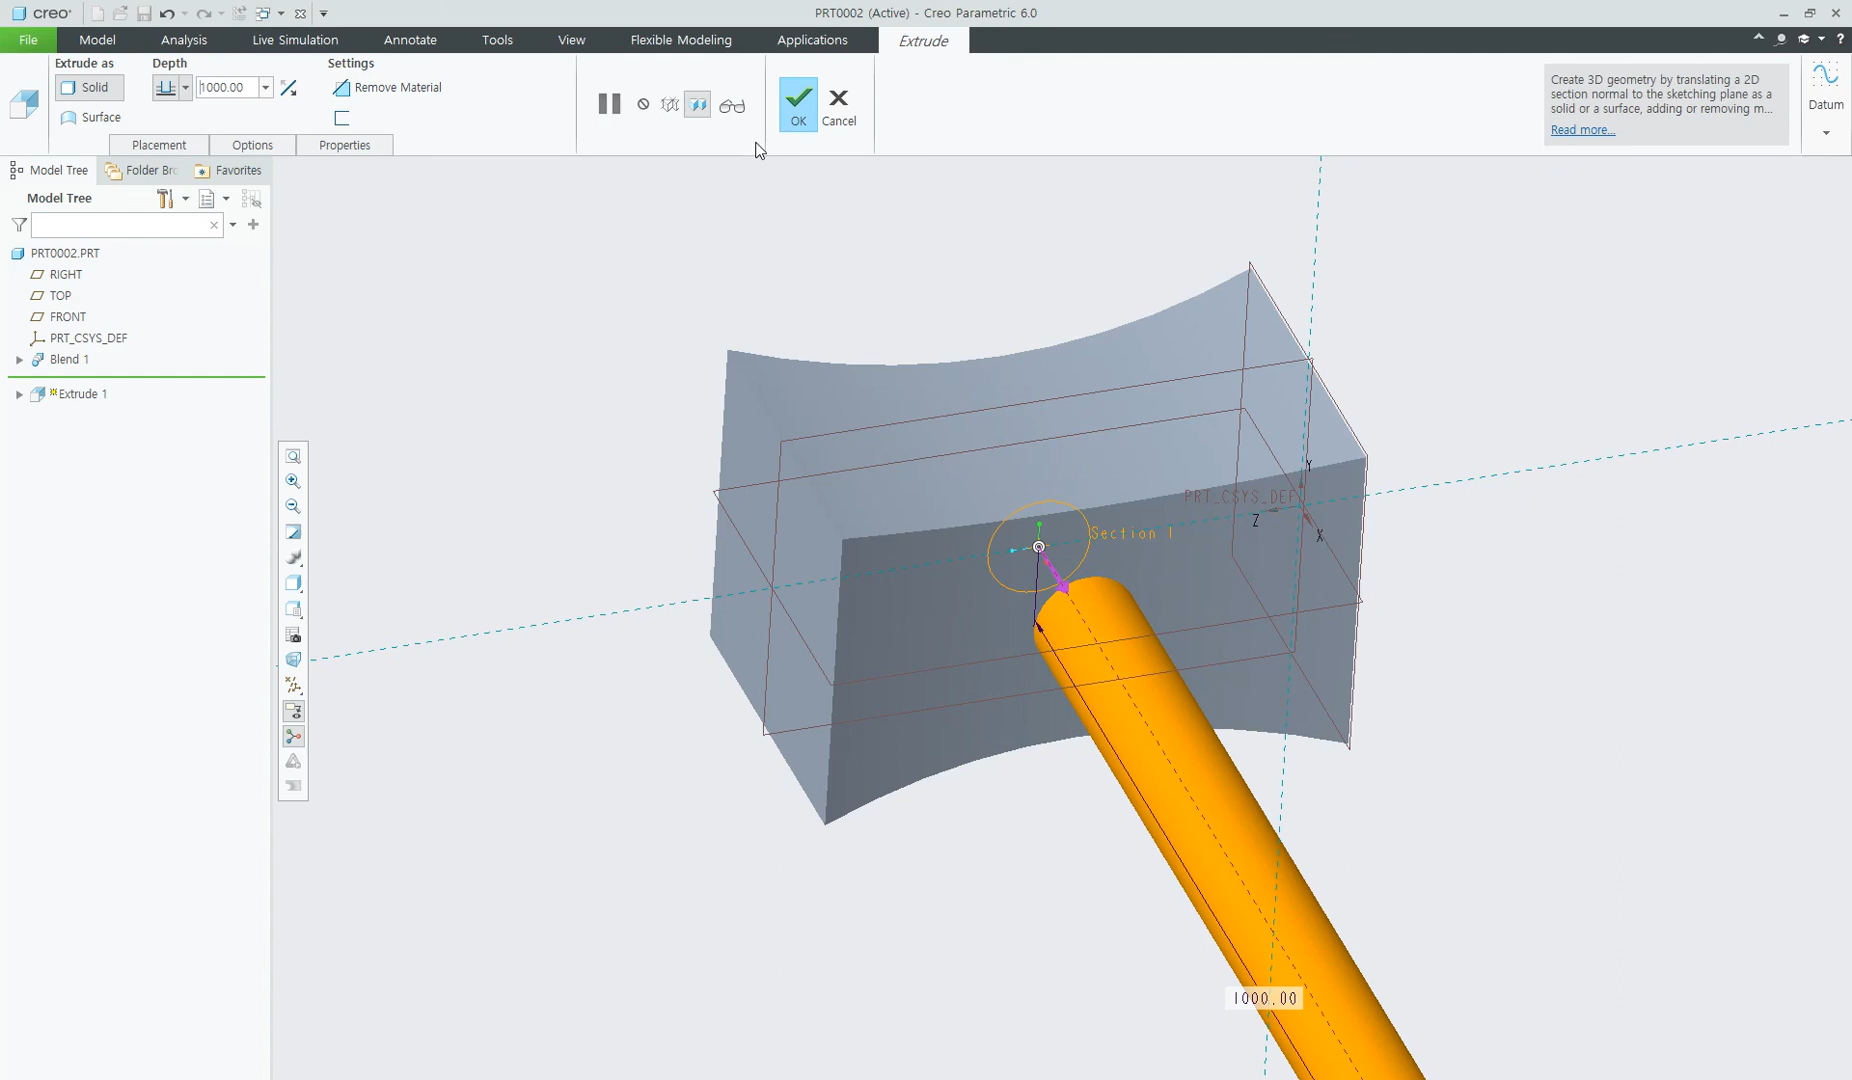 creo
PRT0002 (Active) - Creo Parametric 6.0
File Model Analysis Live Simulation Annotate Tools View Flexible Modeling Applications Extrude
Extrude as Depth Settings
Solid 1000.00 Remove Material
Surface
OK Cancel
Placement Options Properties
Create 3D geometry by translating a 2D
section normal to the sketching plane as a
solid or a surface, adding or removing m...
Read more...
Datum
Model Tree Folder Brc Favorites
Model Tree
PRT0002.PRT
RIGHT
TOP
FRONT
PRT_CSYS_DEF
Blend 1
Extrude 1
Y
PRT_CSYS_DEF
Z
X
Section 1
1000.00